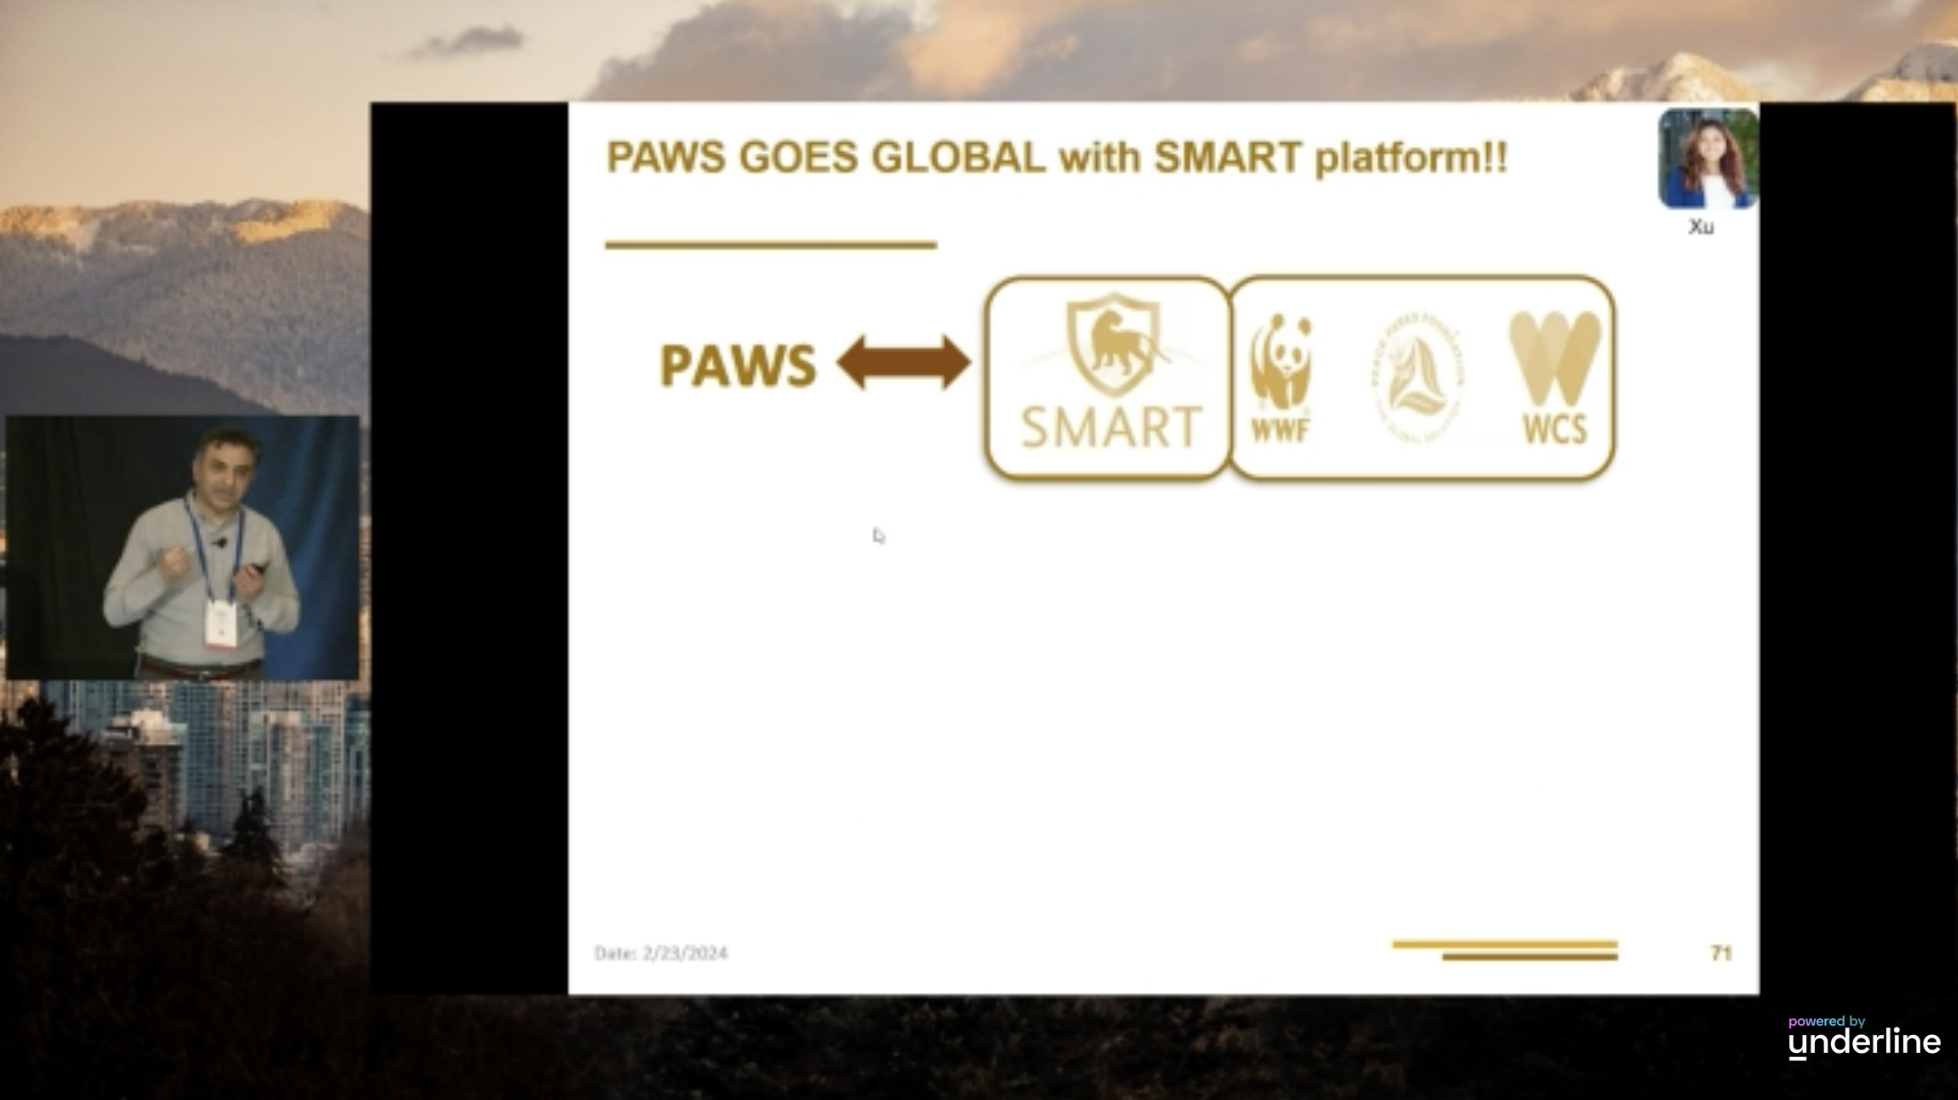 PAWS GOES GLOBAL with SMART platform!!
Xu
PAWS
SMART
WWF
WCS
Date: 2/23/2024
71
powered by
underline